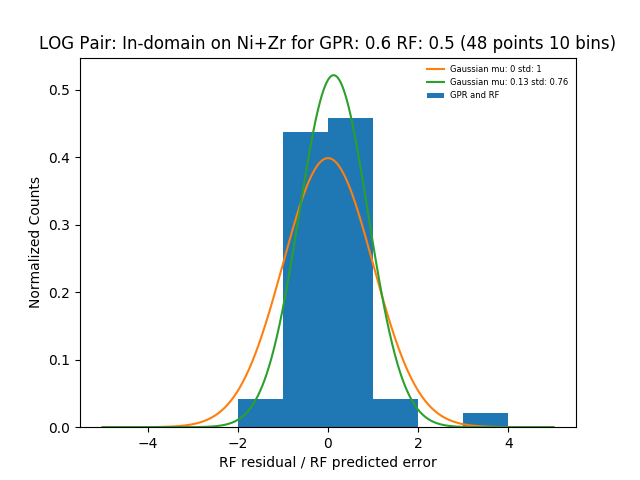 LOG Pair: In-domain on Ni+Zr for GPR: 0.6 RF: 0.5 (48 points 10 bins)
Gaussian mu: 0 std: 1
Gaussian mu: 0.13 std: 0.76
GPR and RF
Normalized Counts
0.5
0.4
0.3
0.2
0.1
0.0
−4
−2
0
2
4
RF residual / RF predicted error